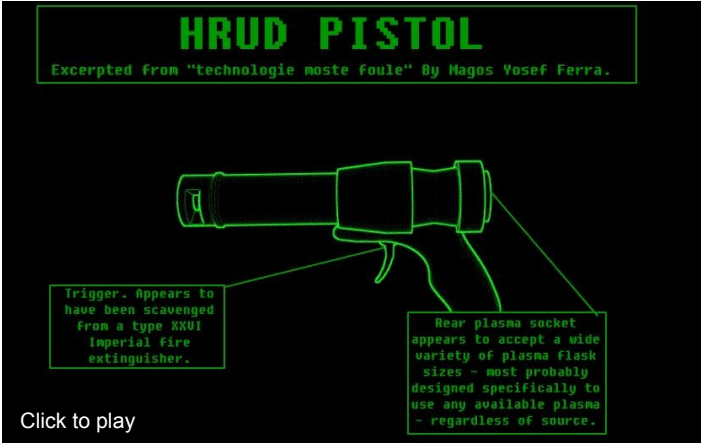 HRUD PISTOL
Excerpted from "technologie moste foule" By Magos Yosef Ferra.
Trigger. Appears to
have been scavenged
from a type XXVI
Imperial fire
extinguisher.
Rear plasma socket
appears to accept a wide
variety of plasma flask
sizes - most probably
designed specifically to
use any available plasma
- regardless of source.
Click to play